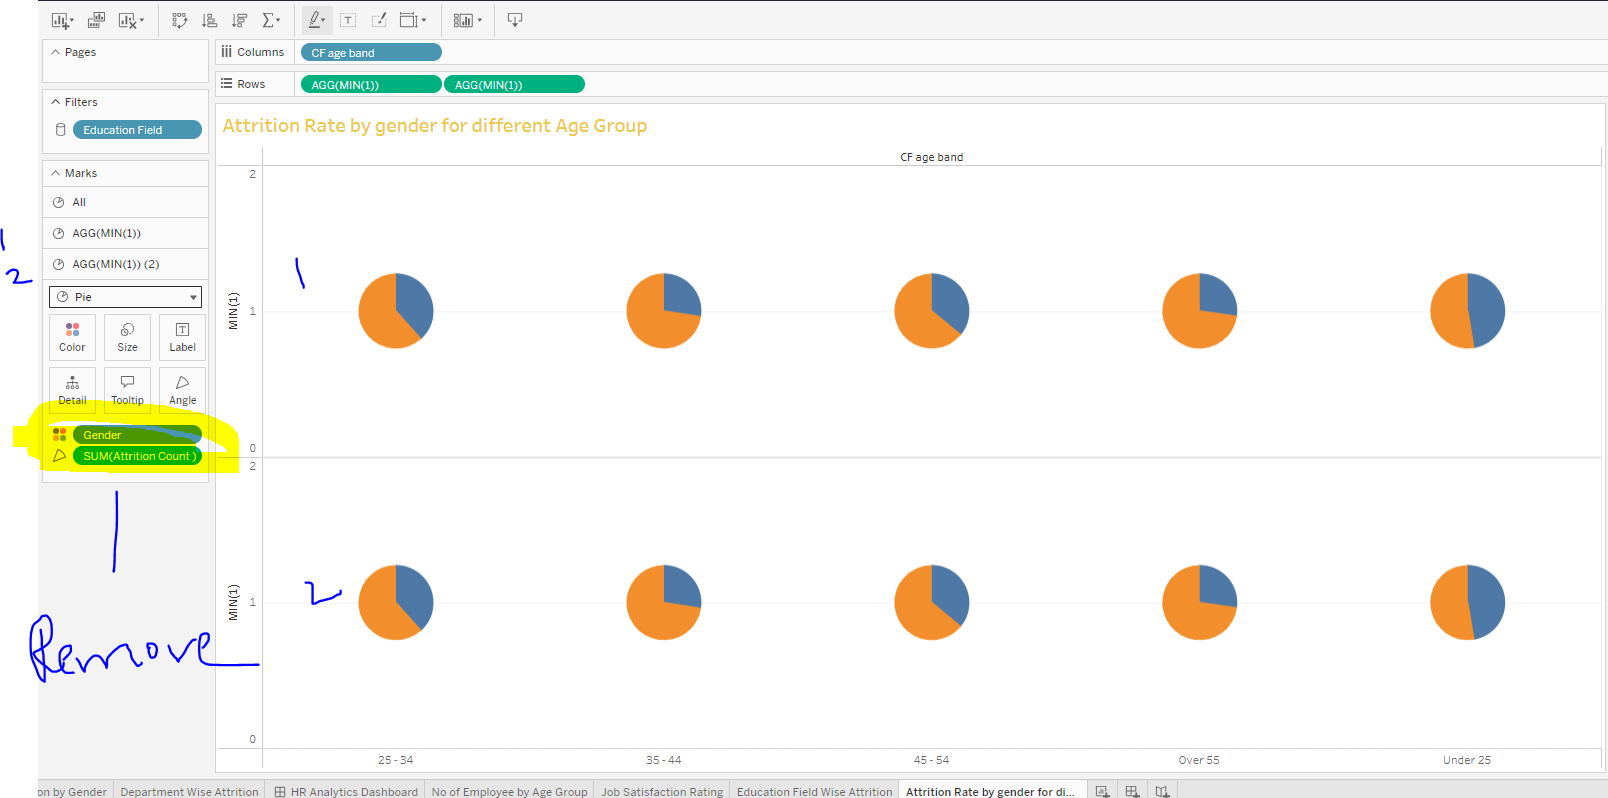 Pages
Columns
CF age band
Rows
AGG(MIN(1))
AGG(MIN(1))
Filters
Education Field
Marks
All
AGG(MIN(1))
AGG(MIN(1)) (2)
Pie
Color
Size
Label
Detail
Tooltip
Angle
Gender
SUM(Attrition Count )
1
2
Remove
Attrition Rate by gender for different Age Group
CF age band
2
1
MIN(1)
1
0
2
2
MIN(1)
1
0
25 - 34
35 - 44
45 - 54
Over 55
Under 25
on by Gender
Department Wise Attrition
HR Analytics Dashboard
No of Employee by Age Group
Job Satisfaction Rating
Education Field Wise Attrition
Attrition Rate by gender for di...